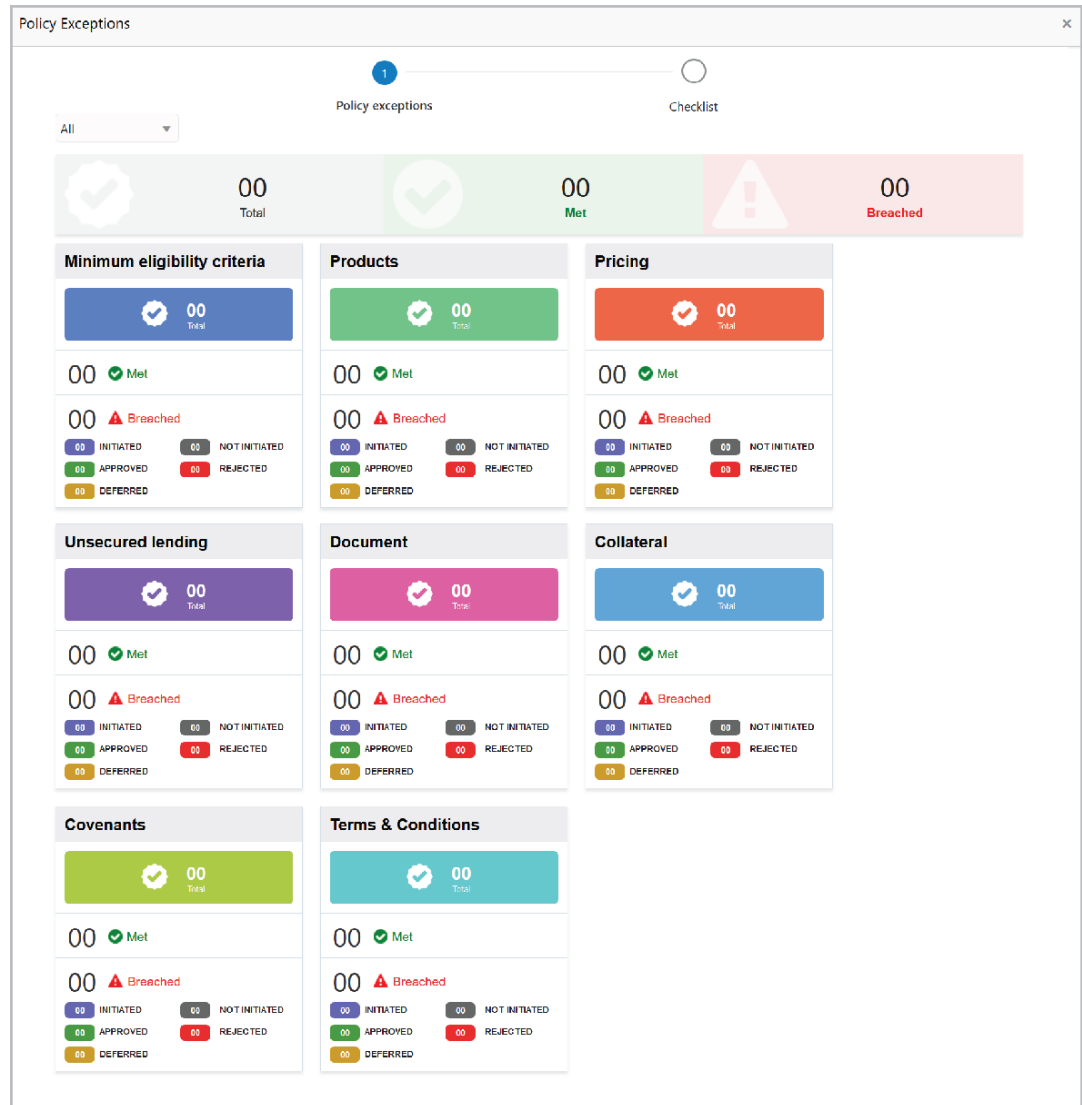 Policy Exceptions ×
1
Policy exceptions Checklist
All
00 00 00
Total Met Breached
Minimum eligibility criteria
00
Total
00 Met
00 Breached
00 INITIATED 00 NOT INITIATED
00 APPROVED 00 REJECTED
00 DEFERRED
Products
00
Total
00 Met
00 Breached
00 INITIATED 00 NOT INITIATED
00 APPROVED 00 REJECTED
00 DEFERRED
Pricing
00
Total
00 Met
00 Breached
00 INITIATED 00 NOT INITIATED
00 APPROVED 00 REJECTED
00 DEFERRED
Unsecured lending
00
Total
00 Met
00 Breached
00 INITIATED 00 NOT INITIATED
00 APPROVED 00 REJECTED
00 DEFERRED
Document
00
Total
00 Met
00 Breached
00 INITIATED 00 NOT INITIATED
00 APPROVED 00 REJECTED
00 DEFERRED
Collateral
00
Total
00 Met
00 Breached
00 INITIATED 00 NOT INITIATED
00 APPROVED 00 REJECTED
00 DEFERRED
Covenants
00
Total
00 Met
00 Breached
00 INITIATED 00 NOT INITIATED
00 APPROVED 00 REJECTED
00 DEFERRED
Terms & Conditions
00
Total
00 Met
00 Breached
00 INITIATED 00 NOT INITIATED
00 APPROVED 00 REJECTED
00 DEFERRED